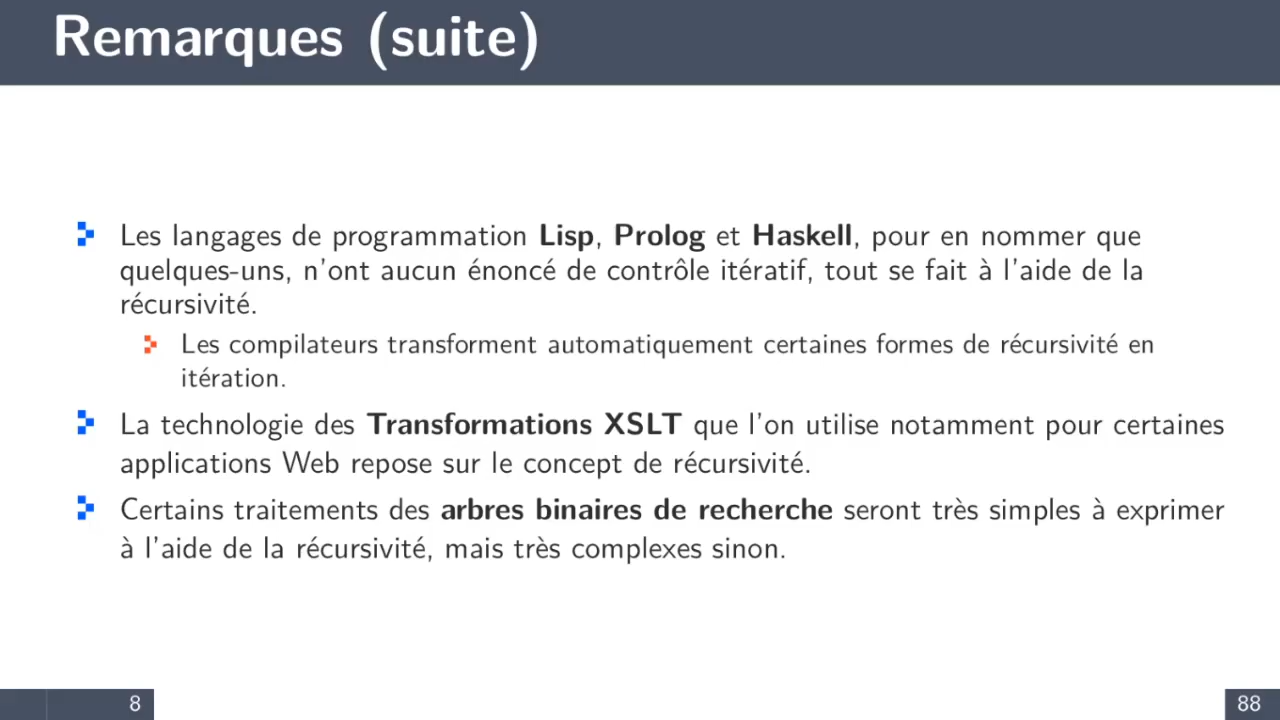 Remarques (suite)
Les langages de programmation Lisp, Prolog et Haskell, pour en nommer que
quelques-uns, n'ont aucun énoncé de contrôle itératif, tout se fait à l'aide de la
récursivité.
Les compilateurs transforment automatiquement certaines formes de récursivité en
itération.
La technologie des Transformations XSLT que l'on utilise notamment pour certaines
applications Web repose sur le concept de récursivité.
Certains traitements des arbres binaires de recherche seront très simples à exprimer
à l'aide de la récursivité, mais très complexes sinon.
8
88